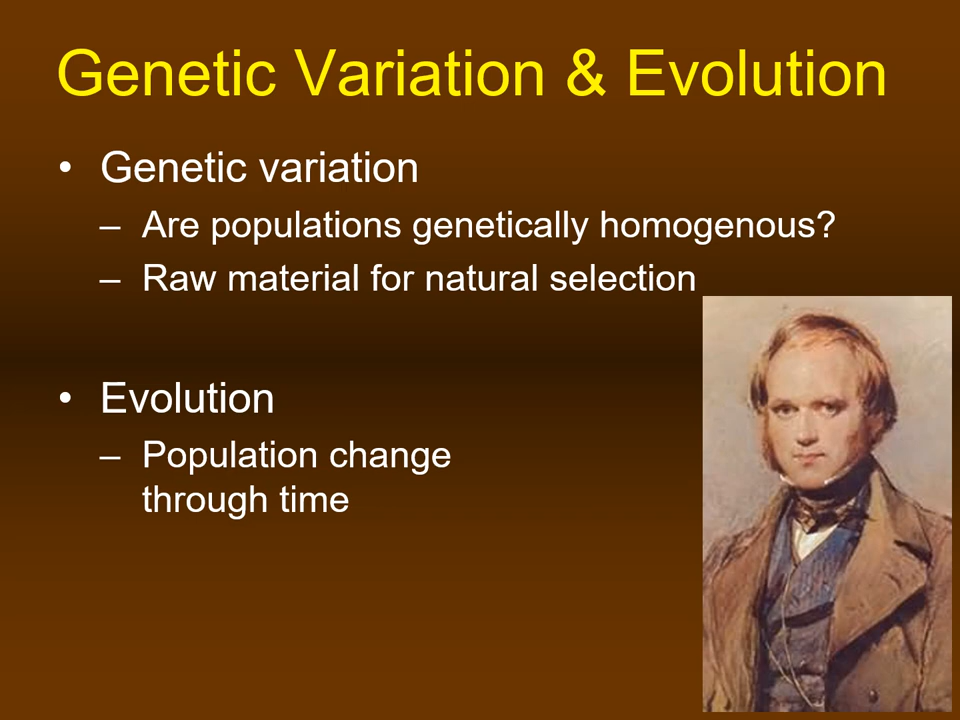 Genetic Variation & Evolution
• Genetic variation
– Are populations genetically homogenous?
– Raw material for natural selection
• Evolution
– Population change
through time